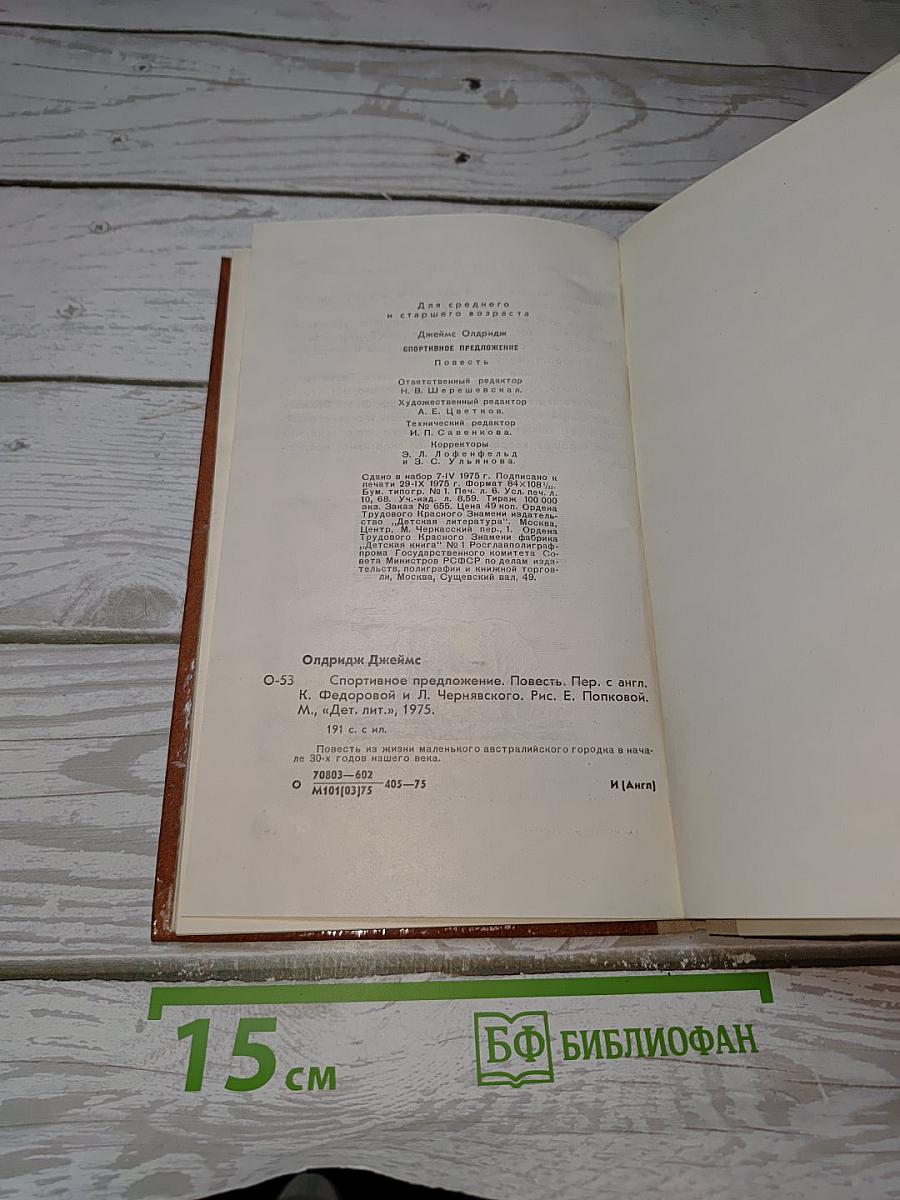 Для среднего
и старшего возраста
Джеймс Олдридж
СПОРТИВНОЕ ПРЕДЛОЖЕНИЕ
Повесть
Ответственный редактор
Н. В. Шерешевская.
Художественный редактор
А. Е. Цветков.
Технический редактор
И. П. Савенкова.
Корректоры
Э. Л. Лофенфельд
и З. С. Ульянова.
Сдано в набор 7-IV 1975 г. Подписано к
печати 29-IX 1975 г. Формат 84×108 1/32.
Бум. типогр. № 1. Печ. л. 6. Усл. печ. л.
10, 68. Уч.-изд. л. 8,59. Тираж 100 000
экз. Заказ № 655. Цена 49 коп. Ордена
Трудового Красного Знамени издатель-
ство „Детская литература". Москва,
Центр, М. Черкасский пер., 1. Ордена
Трудового Красного Знамени фабрика
„Детская книга" № 1 Росглавполиграф-
прома Государственного комитета Со-
вета Министров РСФСР по делам изда-
тельств, полиграфии и книжной торгов-
ли, Москва, Сущевский вал, 49.
Олдридж Джеймс
О-53 Спортивное предложение. Повесть. Пер. с англ.
К. Федоровой и Л. Чернявского. Рис. Е. Попковой.
М., «Дет. лит.», 1975.
191 с. с ил.
Повесть из жизни маленького австралийского городка в нача-
ле 30-х годов нашего века.
70803—602
О ——— 405—75 И(Англ)
М101(03)75
15 см
БФ БИБЛИОФАН